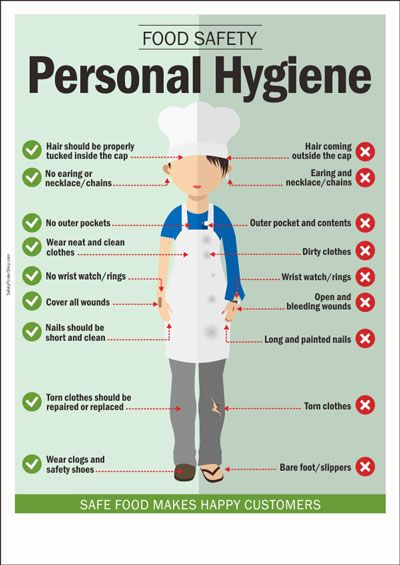 FOOD SAFETY
Personal Hygiene
Hair should be properly
tucked inside the cap
Hair coming
outside the cap
No earing or
necklace/chains
Earing and
necklace/chains
No outer pockets
Outer pocket and contents
Wear neat and clean
clothes
Dirty clothes
No wrist watch/rings
Wrist watch/rings
Cover all wounds
Open and
bleeding wounds
Nails should be
short and clean
Long and painted nails
Torn clothes should be
repaired or replaced
Torn clothes
Wear clogs and
safety shoes
Bare foot/slippers
SAFE FOOD MAKES HAPPY CUSTOMERS